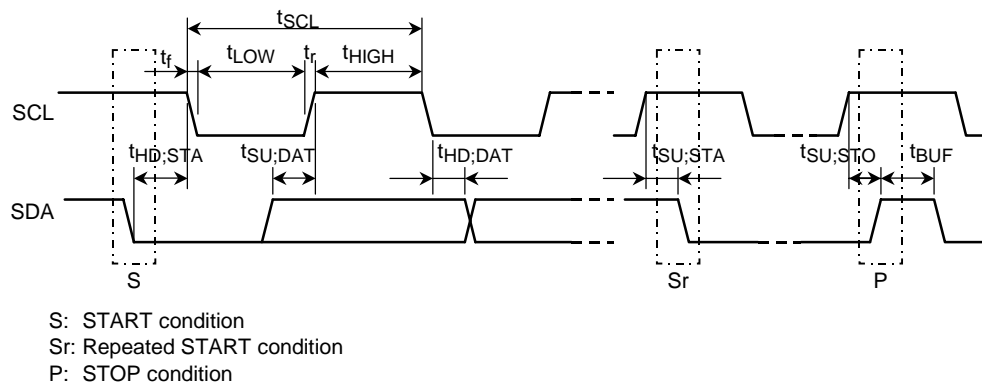 tSCL
tf tLOW tr tHIGH
SCL
tHD;STA tSU;DAT tHD;DAT tSU;STA tSU;STO tBUF
SDA
S Sr P
S: START condition
Sr: Repeated START condition
P: STOP condition